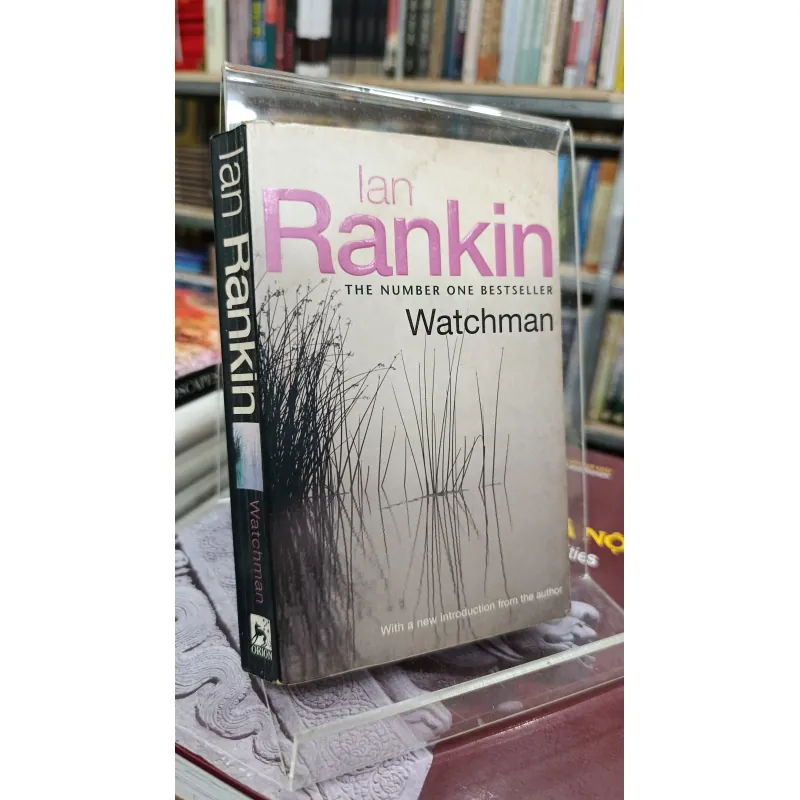 Ian
Rankin
THE NUMBER ONE BESTSELLER
Watchman
With a new introduction from the author
Ian Rankin
Watchman
ORION